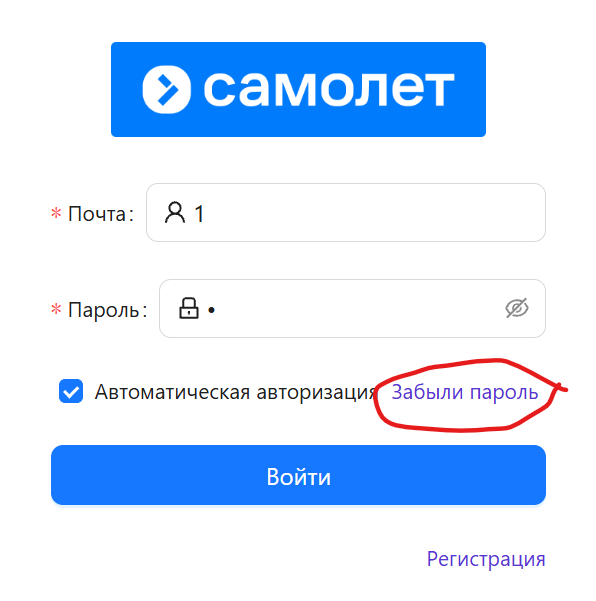 самолет
* Почта: 1
* Пароль: •
Автоматическая авторизация Забыли пароль
Войти
Регистрация